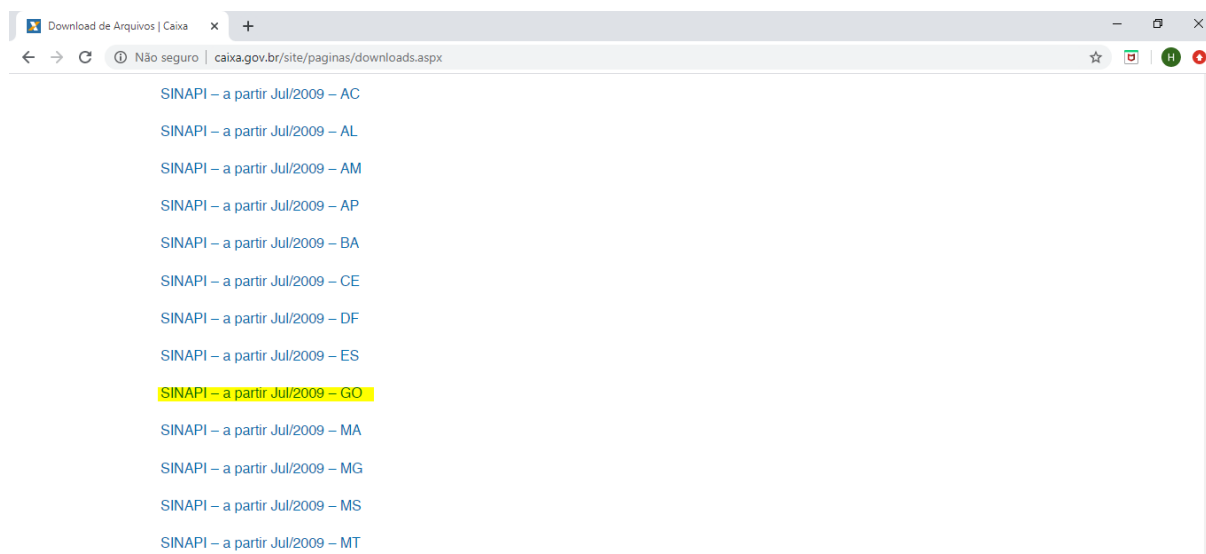 Download de Arquivos | Caixa
Não seguro | caixa.gov.br/site/paginas/downloads.aspx
H
SINAPI – a partir Jul/2009 – AC
SINAPI – a partir Jul/2009 – AL
SINAPI – a partir Jul/2009 – AM
SINAPI – a partir Jul/2009 – AP
SINAPI – a partir Jul/2009 – BA
SINAPI – a partir Jul/2009 – CE
SINAPI – a partir Jul/2009 – DF
SINAPI – a partir Jul/2009 – ES
SINAPI – a partir Jul/2009 – GO
SINAPI – a partir Jul/2009 – MA
SINAPI – a partir Jul/2009 – MG
SINAPI – a partir Jul/2009 – MS
SINAPI – a partir Jul/2009 – MT